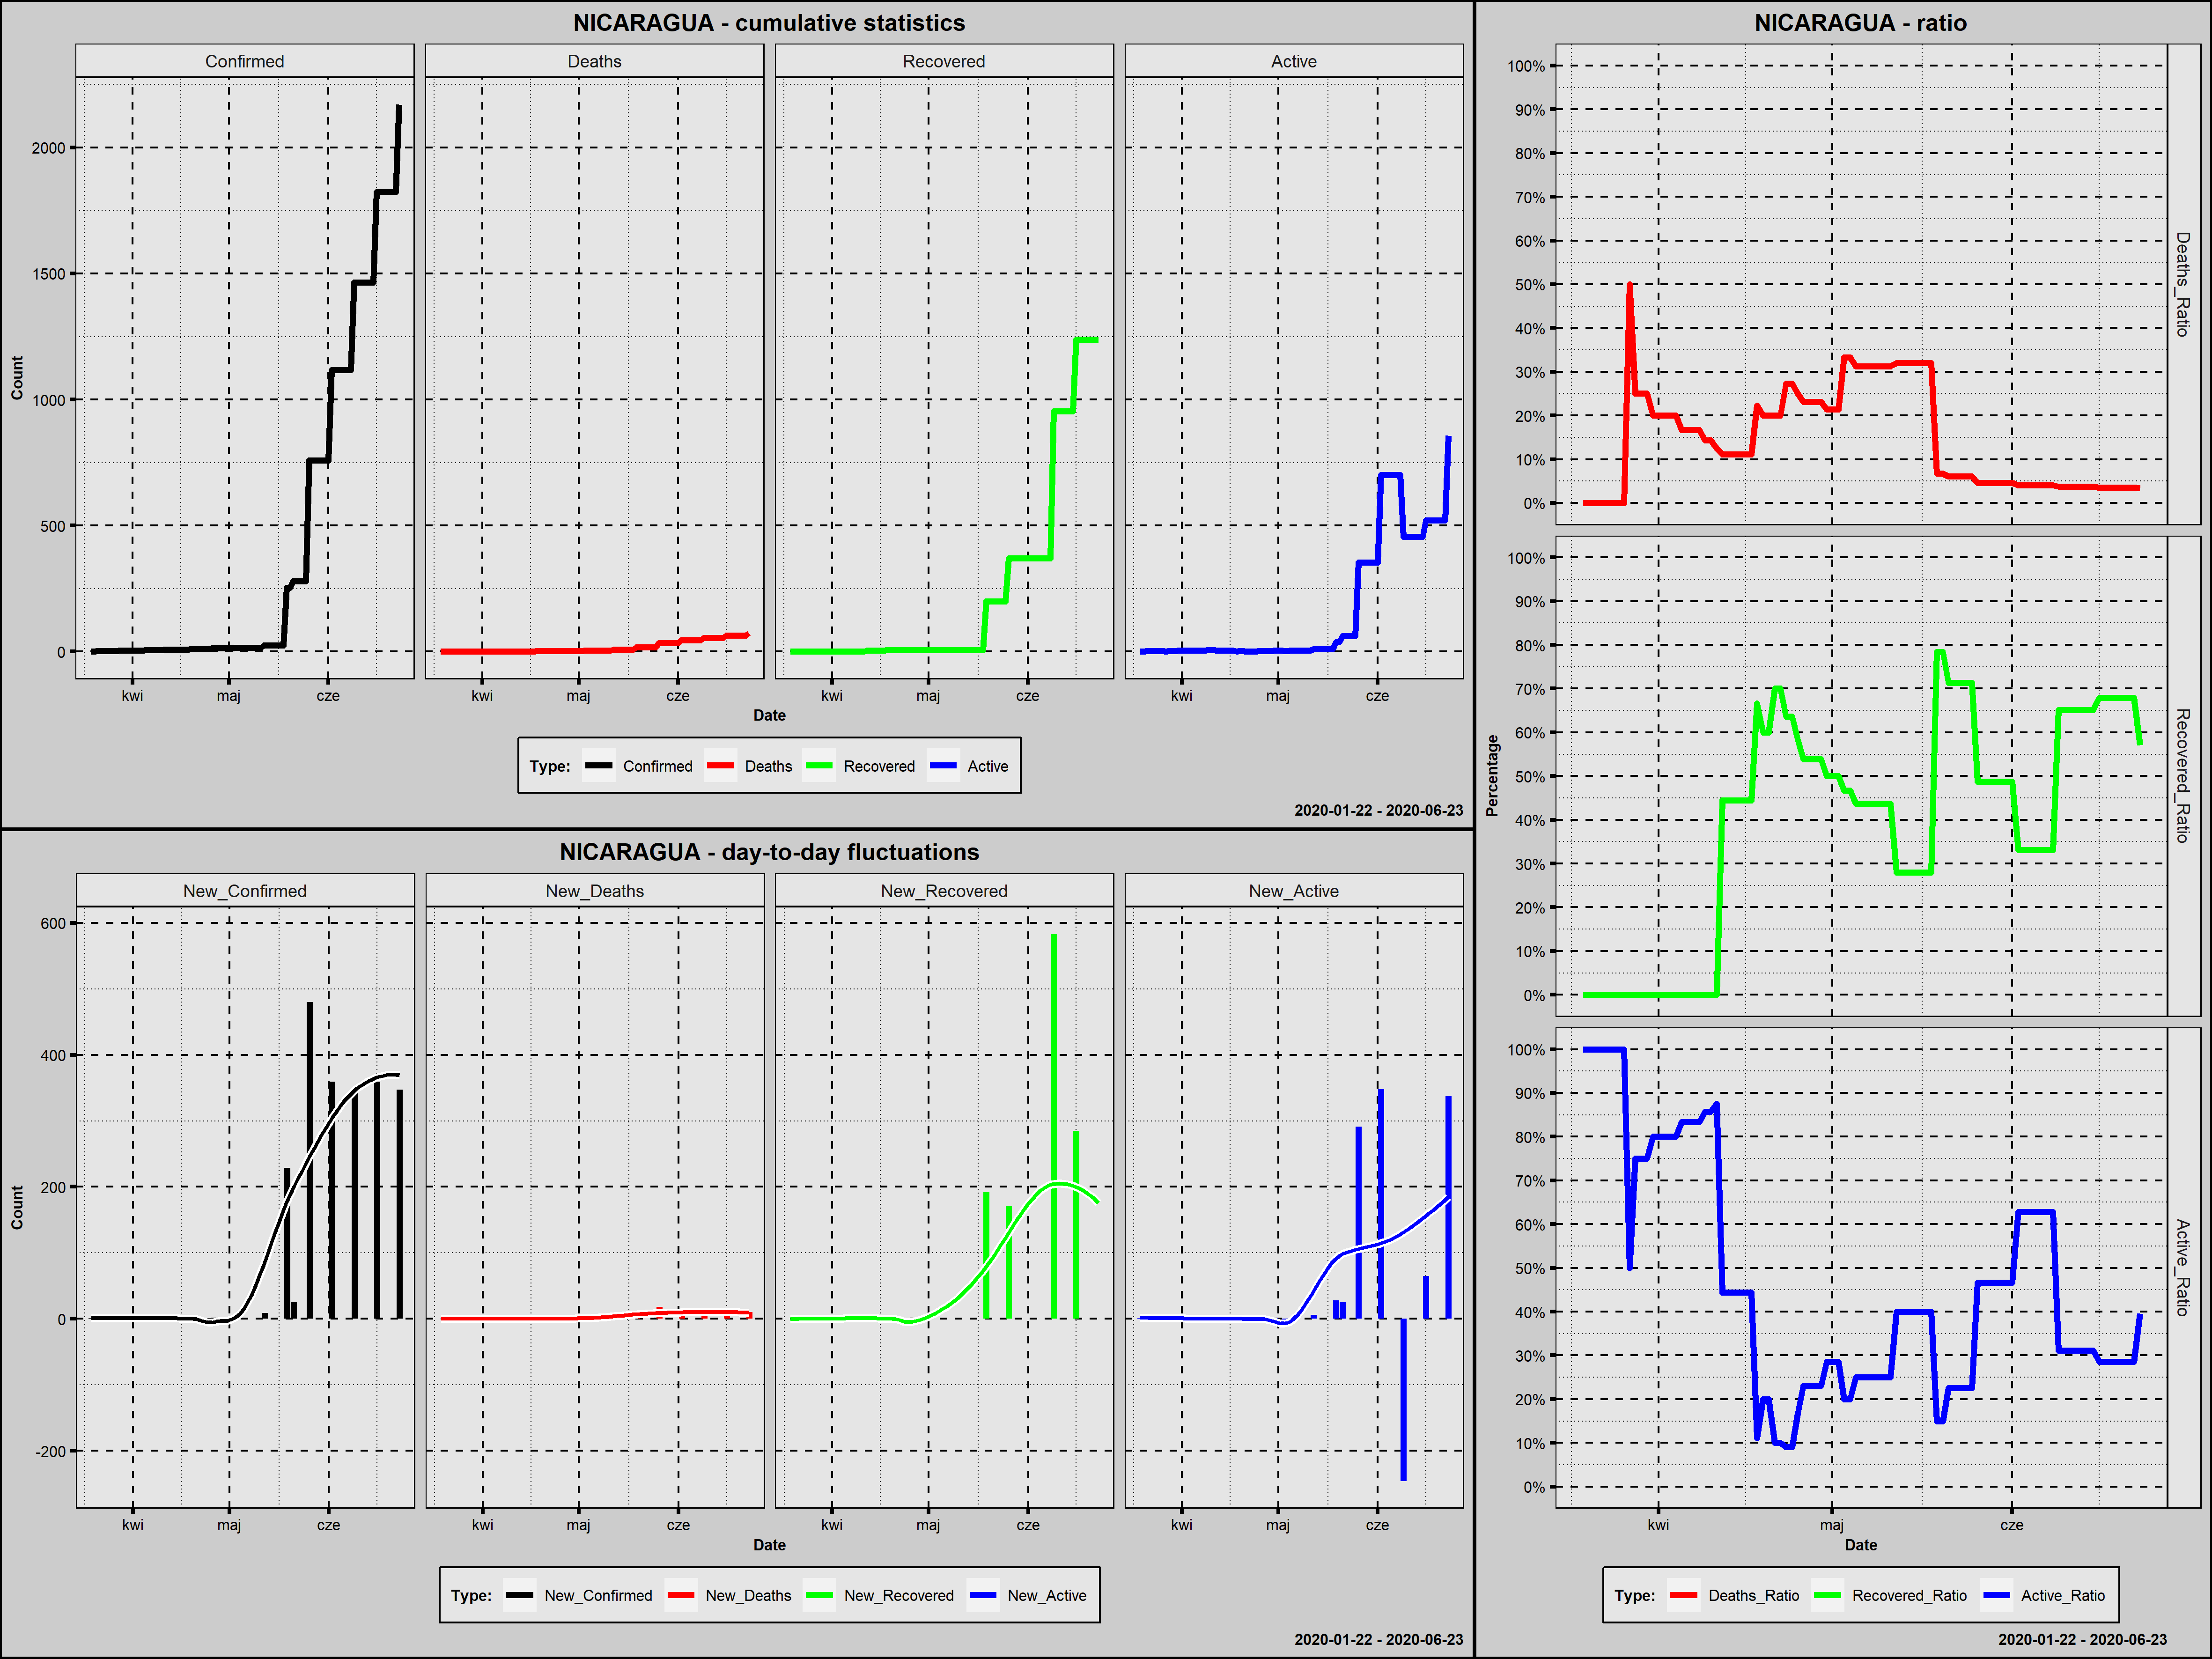 NICARAGUA - cumulative statistics
Confirmed Deaths Recovered Active
Count
2000
1500
1000
500
0
kwi maj cze kwi maj cze kwi maj cze kwi maj cze
Date
Type: Confirmed Deaths Recovered Active
2020-01-22 - 2020-06-23
NICARAGUA - day-to-day fluctuations
New_Confirmed New_Deaths New_Recovered New_Active
Count
600
400
200
0
-200
kwi maj cze kwi maj cze kwi maj cze kwi maj cze
Date
Type: New_Confirmed New_Deaths New_Recovered New_Active
2020-01-22 - 2020-06-23
NICARAGUA - ratio
Percentage
100%
90%
80%
70%
60%
50%
40%
30%
20%
10%
0%
Deaths_Ratio
100%
90%
80%
70%
60%
50%
40%
30%
20%
10%
0%
Recovered_Ratio
100%
90%
80%
70%
60%
50%
40%
30%
20%
10%
0%
Active_Ratio
kwi maj cze
Date
Type: Deaths_Ratio Recovered_Ratio Active_Ratio
2020-01-22 - 2020-06-23